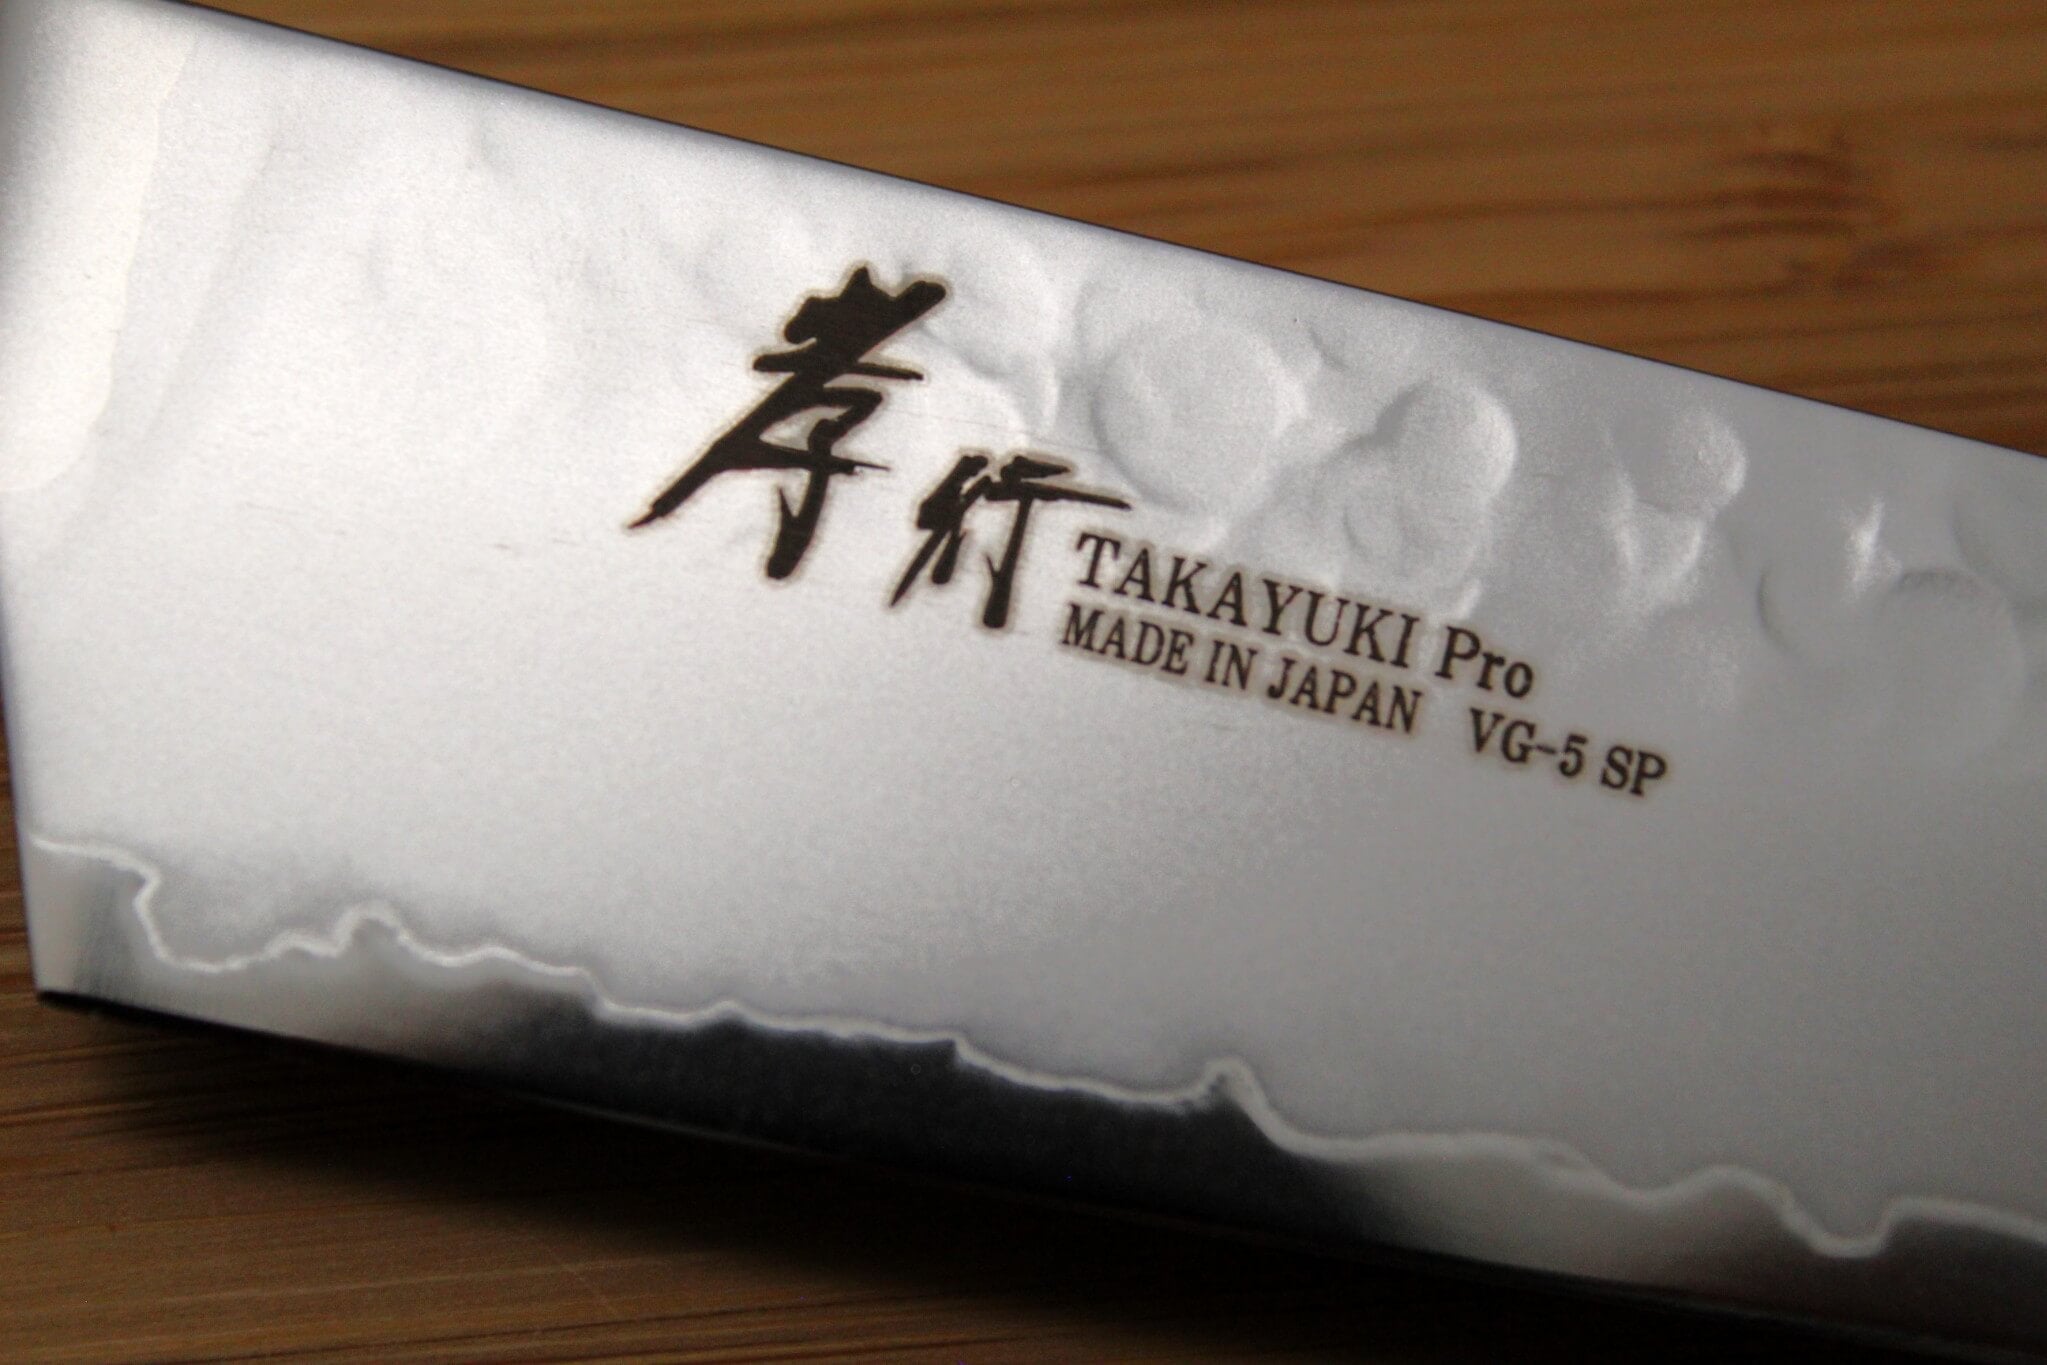 孝行
TAKAYUKI Pro
MADE IN JAPAN VG-5 SP